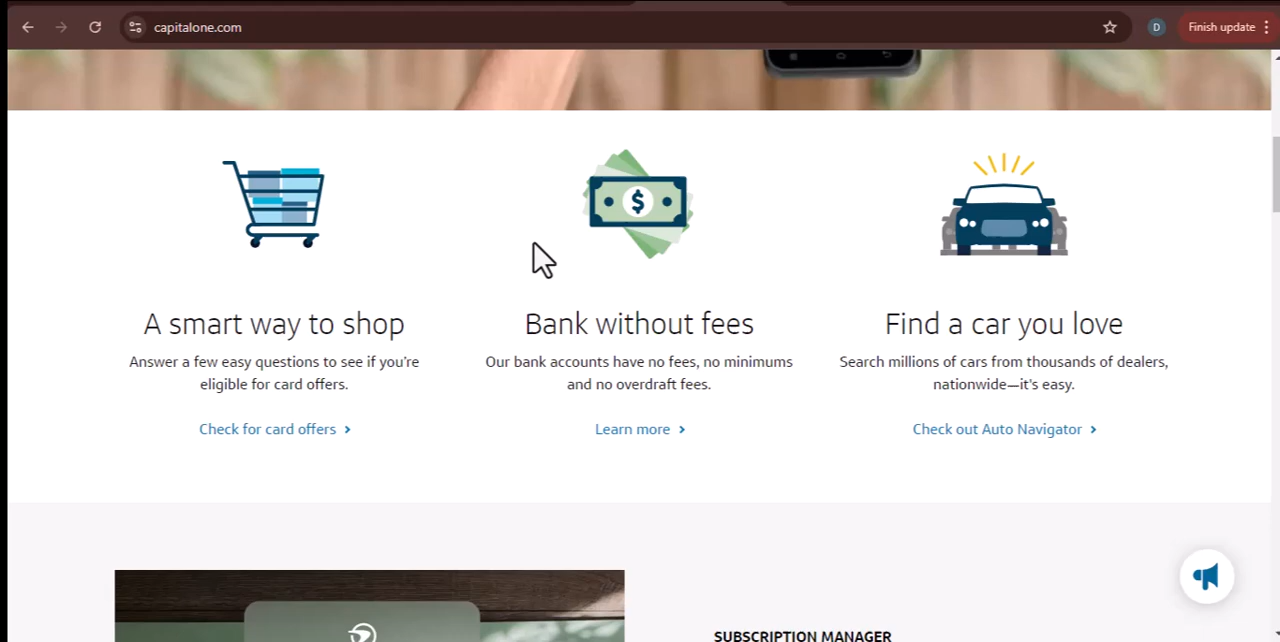 capitalone.com
D
Finish update
$
A smart way to shop
Answer a few easy questions to see if you're
eligible for card offers.
Check for card offers
Bank without fees
Our bank accounts have no fees, no minimums
and no overdraft fees.
Learn more
Find a car you love
Search millions of cars from thousands of dealers,
nationwide—it's easy.
Check out Auto Navigator
SUBSCRIPTION MANAGER